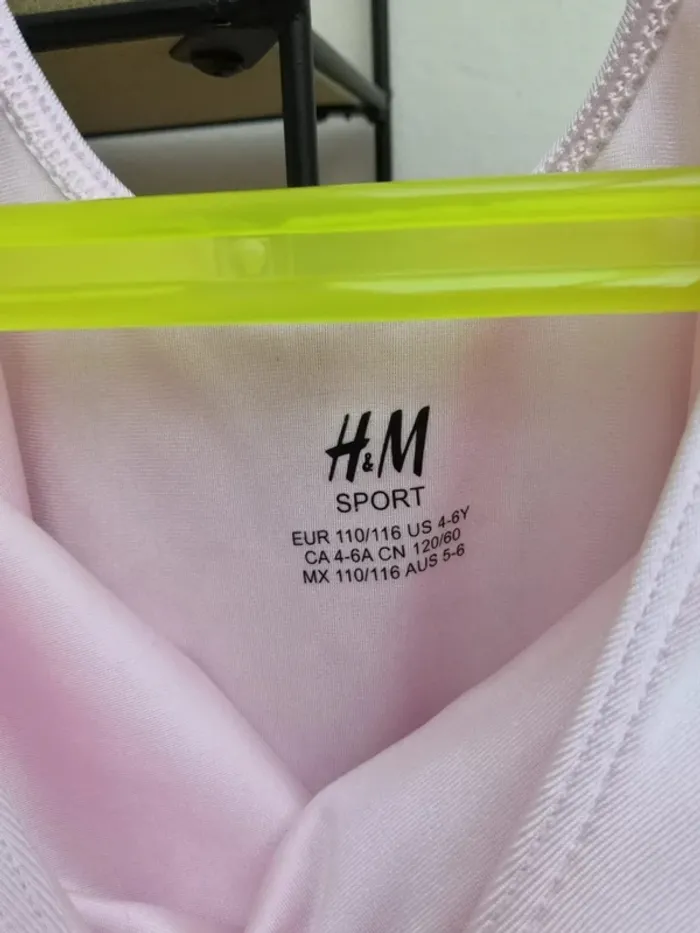 H&M
SPORT
EUR 110/116 US 4-6Y
CA 4-6A CN 120/60
MX 110/116 AUS 5-6